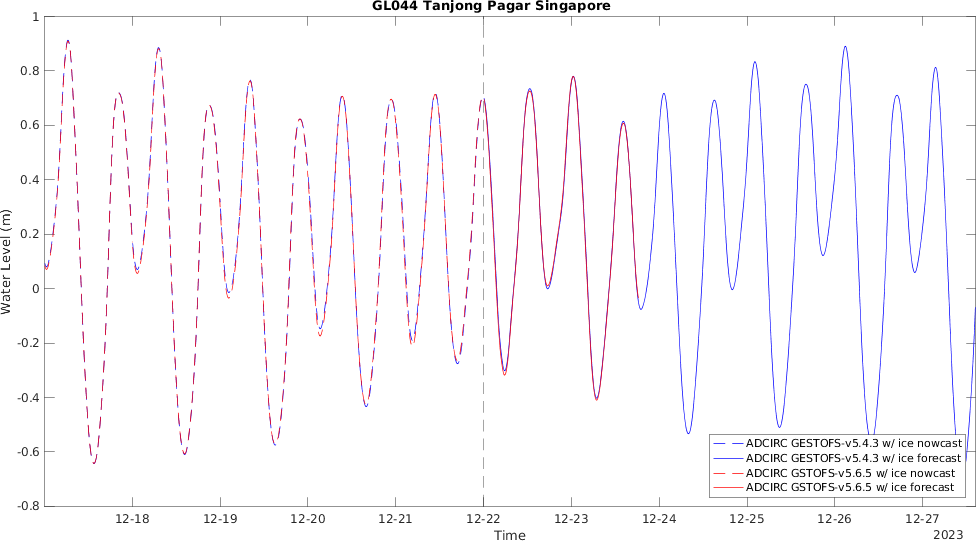 GL044 Tanjong Pagar Singapore
1
0.8
0.6
0.4
0.2
0
-0.2
-0.4
-0.6
-0.8
Water Level (m)
ADCIRC GESTOFS-v5.4.3 w/ ice nowcast
ADCIRC GESTOFS-v5.4.3 w/ ice forecast
ADCIRC GSTOFS-v5.6.5 w/ ice nowcast
ADCIRC GSTOFS-v5.6.5 w/ ice forecast
12-18 12-19 12-20 12-21 12-22 12-23 12-24 12-25 12-26 12-27
Time
2023